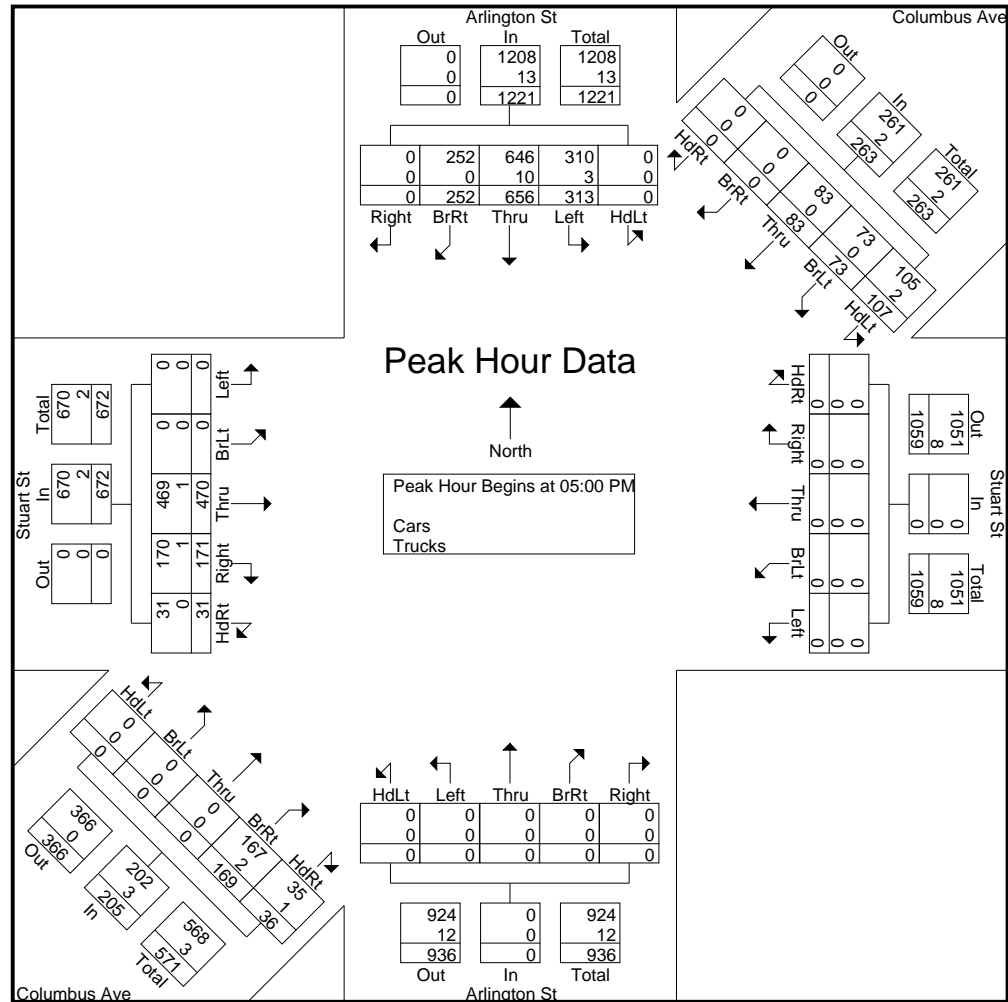 Arlington St
Columbus Ave
Out In Total
0 1208 1208
0 13 13
0 1221 1221
0 252 646 310 0
0 0 10 3 0
0 252 656 313 0
Right BrRt Thru Left HdLt
Out
0
0
0
In
261
2
263
Total
261
2
263
0 0 83 73 105
0 0 0 0 2
0 0 83 73 107
HdRt BrRt Thru BrLt HdLt
Peak Hour Data
North
Peak Hour Begins at 05:00 PM
Cars
Trucks
Stuart St
Total
670
2
672
In
670
2
672
Out
0
0
0
0 0 0 Left
0 0 0 BrLt
469 1 470 Thru
170 1 171 Right
31 0 31 HdRt
HdRt 0 0 0
Right 0 0 0
Thru 0 0 0
BrLt 0 0 0
Left 0 0 0
Stuart St
Out
1051
8
1059
In
0
0
0
Total
1051
8
1059
HdLt BrLt Thru BrRt HdRt
0 0 0 167 35
0 0 0 2 1
0 0 0 169 36
366
0
366
Out
202
3
205
In
568
3
571
Total
Columbus Ave
HdLt Left Thru BrRt Right
0 0 0 0 0
0 0 0 0 0
0 0 0 0 0
924 0 924
12 0 12
936 0 936
Out In Total
Arlington St